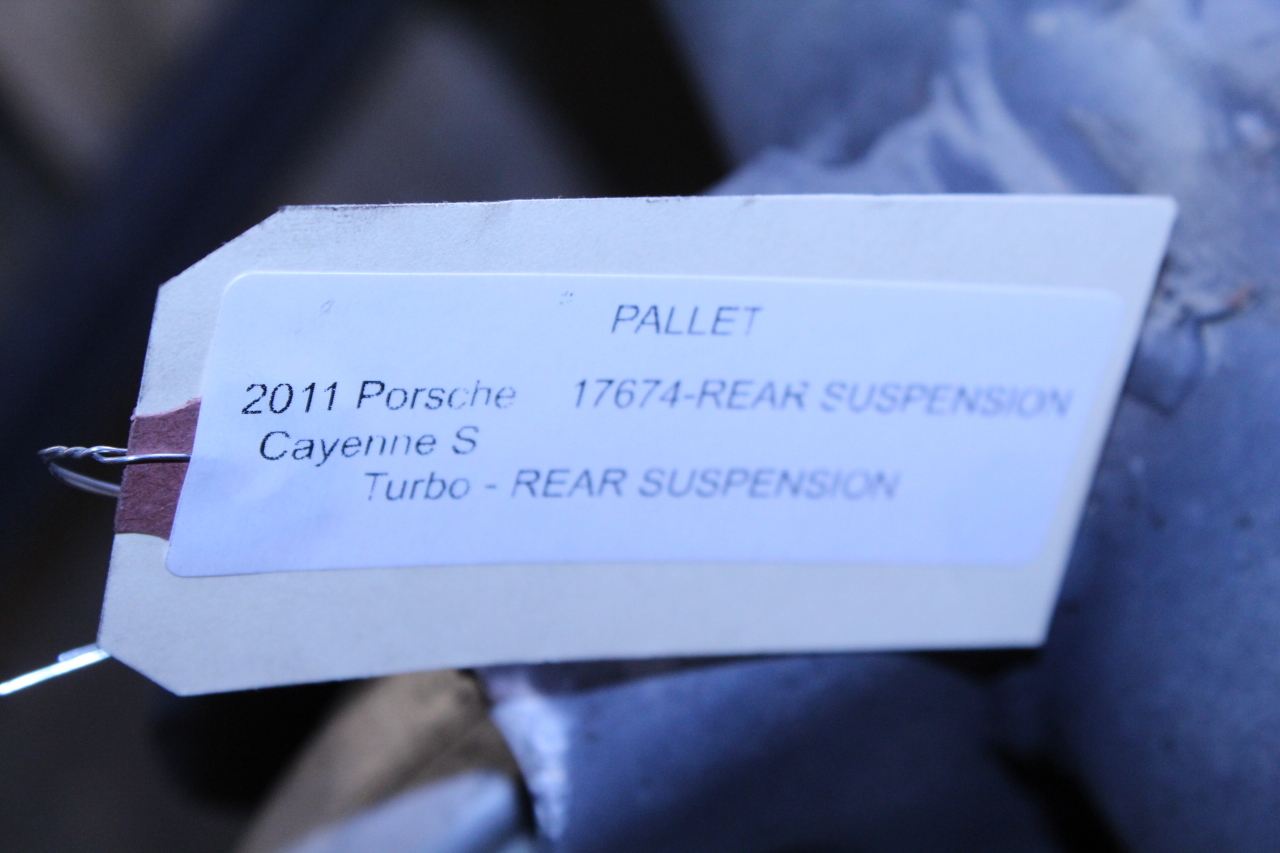 PALLET
2011 Porsche 17674-REAR SUSPENSION
Cayenne S
Turbo - REAR SUSPENSION